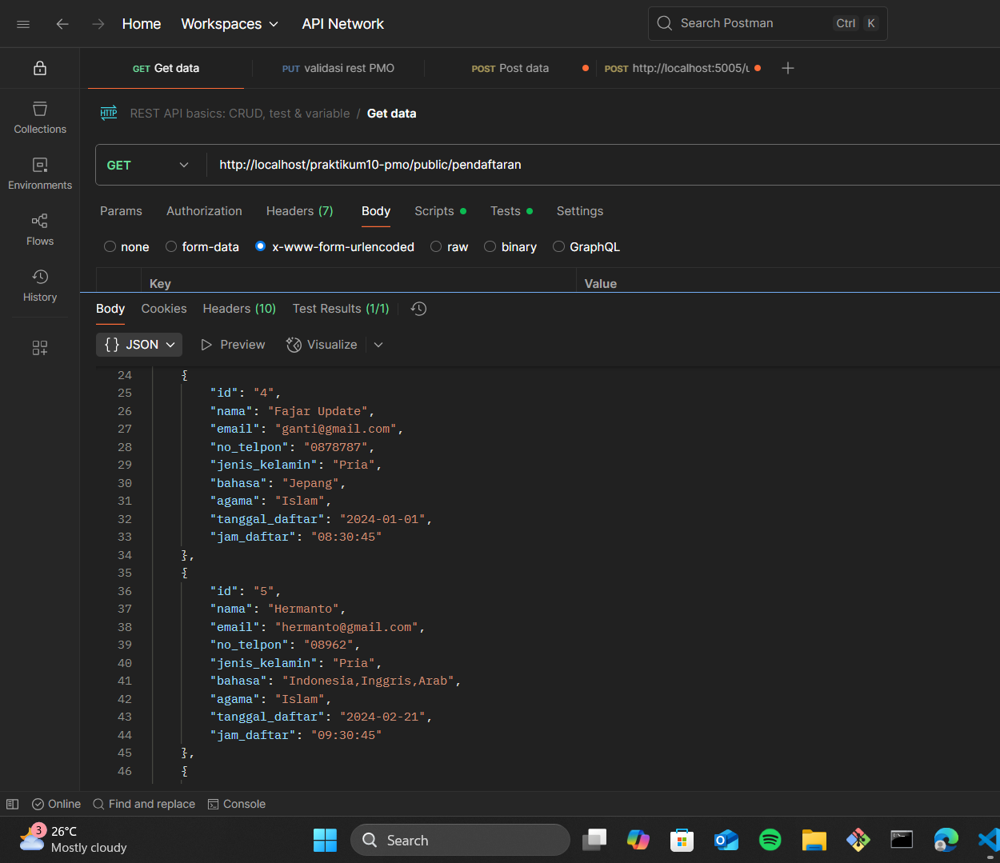 Home Workspaces API Network Search Postman Ctrl K
GET Get data PUT validasi rest PMO POST Post data POST http://localhost:5005/u
Collections
Environments
Flows
History
REST API basics: CRUD, test & variable / Get data
GET http://localhost/praktikum10-pmo/public/pendaftaran
Params Authorization Headers (7) Body Scripts Tests Settings
none form-data x-www-form-urlencoded raw binary GraphQL
Key Value
Body Cookies Headers (10) Test Results (1/1)
{ } JSON Preview Visualize
24 {
25 "id": "4",
26 "nama": "Fajar Update",
27 "email": "ganti@gmail.com",
28 "no_telpon": "0878787",
29 "jenis_kelamin": "Pria",
30 "bahasa": "Jepang",
31 "agama": "Islam",
32 "tanggal_daftar": "2024-01-01",
33 "jam_daftar": "08:30:45"
34 },
35 {
36 "id": "5",
37 "nama": "Hermanto",
38 "email": "hermanto@gmail.com",
39 "no_telpon": "08962",
40 "jenis_kelamin": "Pria",
41 "bahasa": "Indonesia,Inggris,Arab",
42 "agama": "Islam",
43 "tanggal_daftar": "2024-02-21",
44 "jam_daftar": "09:30:45"
45 },
46 {
Online Find and replace Console
3 26°C
Mostly cloudy
Search